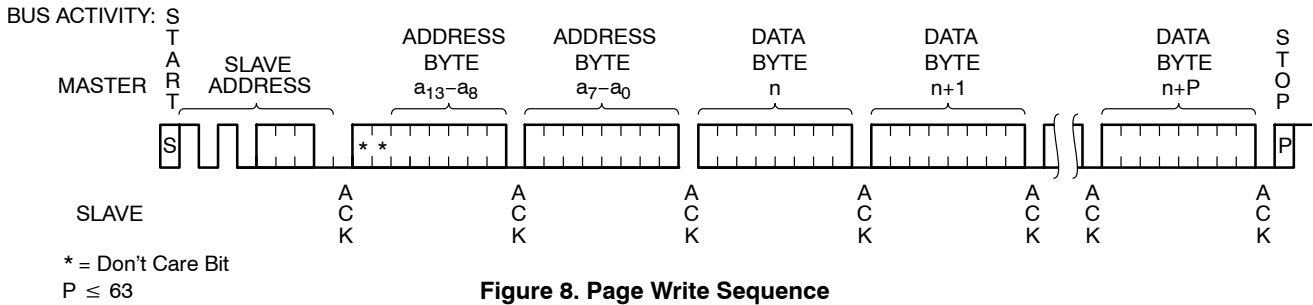 BUS ACTIVITY:
START
MASTER
SLAVE
ADDRESS
ADDRESS
BYTE
a13–a8
ADDRESS
BYTE
a7–a0
DATA
BYTE
n
DATA
BYTE
n+1
DATA
BYTE
n+P
STOP
S
* *
P
SLAVE
ACK
ACK
ACK
ACK
ACK
ACK
ACK
* = Don't Care Bit
P ≤ 63
Figure 8. Page Write Sequence